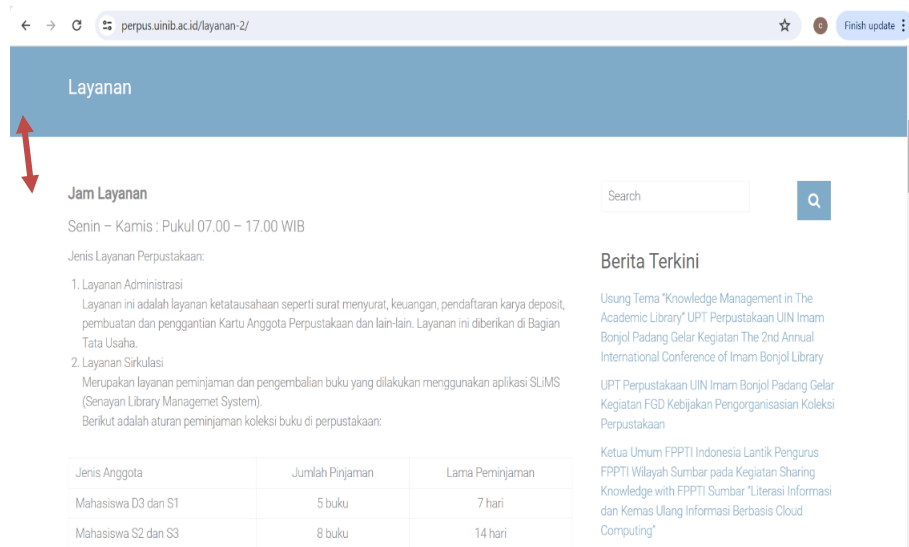 perpus.uinib.ac.id/layanan-2/
c
Finish update
Layanan
Jam Layanan
Senin – Kamis : Pukul 07.00 – 17.00 WIB
Jenis Layanan Perpustakaan:
1. Layanan Administrasi
Layanan ini adalah layanan ketatausahaan seperti surat menyurat, keuangan, pendaftaran karya deposit,
pembuatan dan penggantian Kartu Anggota Perpustakaan dan lain-lain. Layanan ini diberikan di Bagian
Tata Usaha.
2. Layanan Sirkulasi
Merupakan layanan peminjaman dan pengembalian buku yang dilakukan menggunakan aplikasi SLiMS
(Senayan Library Managemet System).
Berikut adalah aturan peminjaman koleksi buku di perpustakaan:
Jenis Anggota Jumlah Pinjaman Lama Peminjaman
Mahasiswa D3 dan S1 5 buku 7 hari
Mahasiswa S2 dan S3 8 buku 14 hari
Search
Berita Terkini
Usung Tema "Knowledge Management in The
Academic Library" UPT Perpustakaan UIN Imam
Bonjol Padang Gelar Kegiatan The 2nd Annual
International Conference of Imam Bonjol Library
UPT Perpustakaan UIN Imam Bonjol Padang Gelar
Kegiatan FGD Kebijakan Pengorganisasian Koleksi
Perpustakaan
Ketua Umum FPPTI Indonesia Lantik Pengurus
FPPTI Wilayah Sumbar pada Kegiatan Sharing
Knowledge with FPPTI Sumbar "Literasi Informasi
dan Kemas Ulang Informasi Berbasis Cloud
Computing"